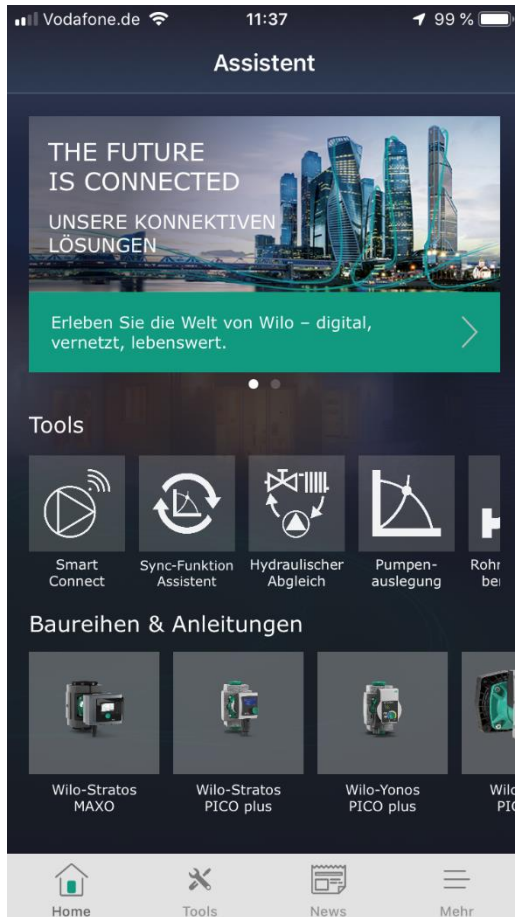 Vodafone.de 11:37 99 %
Assistent
THE FUTURE
IS CONNECTED
UNSERE KONNEKTIVEN
LÖSUNGEN
Erleben Sie die Welt von Wilo – digital,
vernetzt, lebenswert.
Tools
Smart
Connect
Sync-Funktion
Assistent
Hydraulischer
Abgleich
Pumpen-
auslegung
Baureihen & Anleitungen
Wilo-Stratos
MAXO
Wilo-Stratos
PICO plus
Wilo-Yonos
PICO plus
Home Tools News Mehr